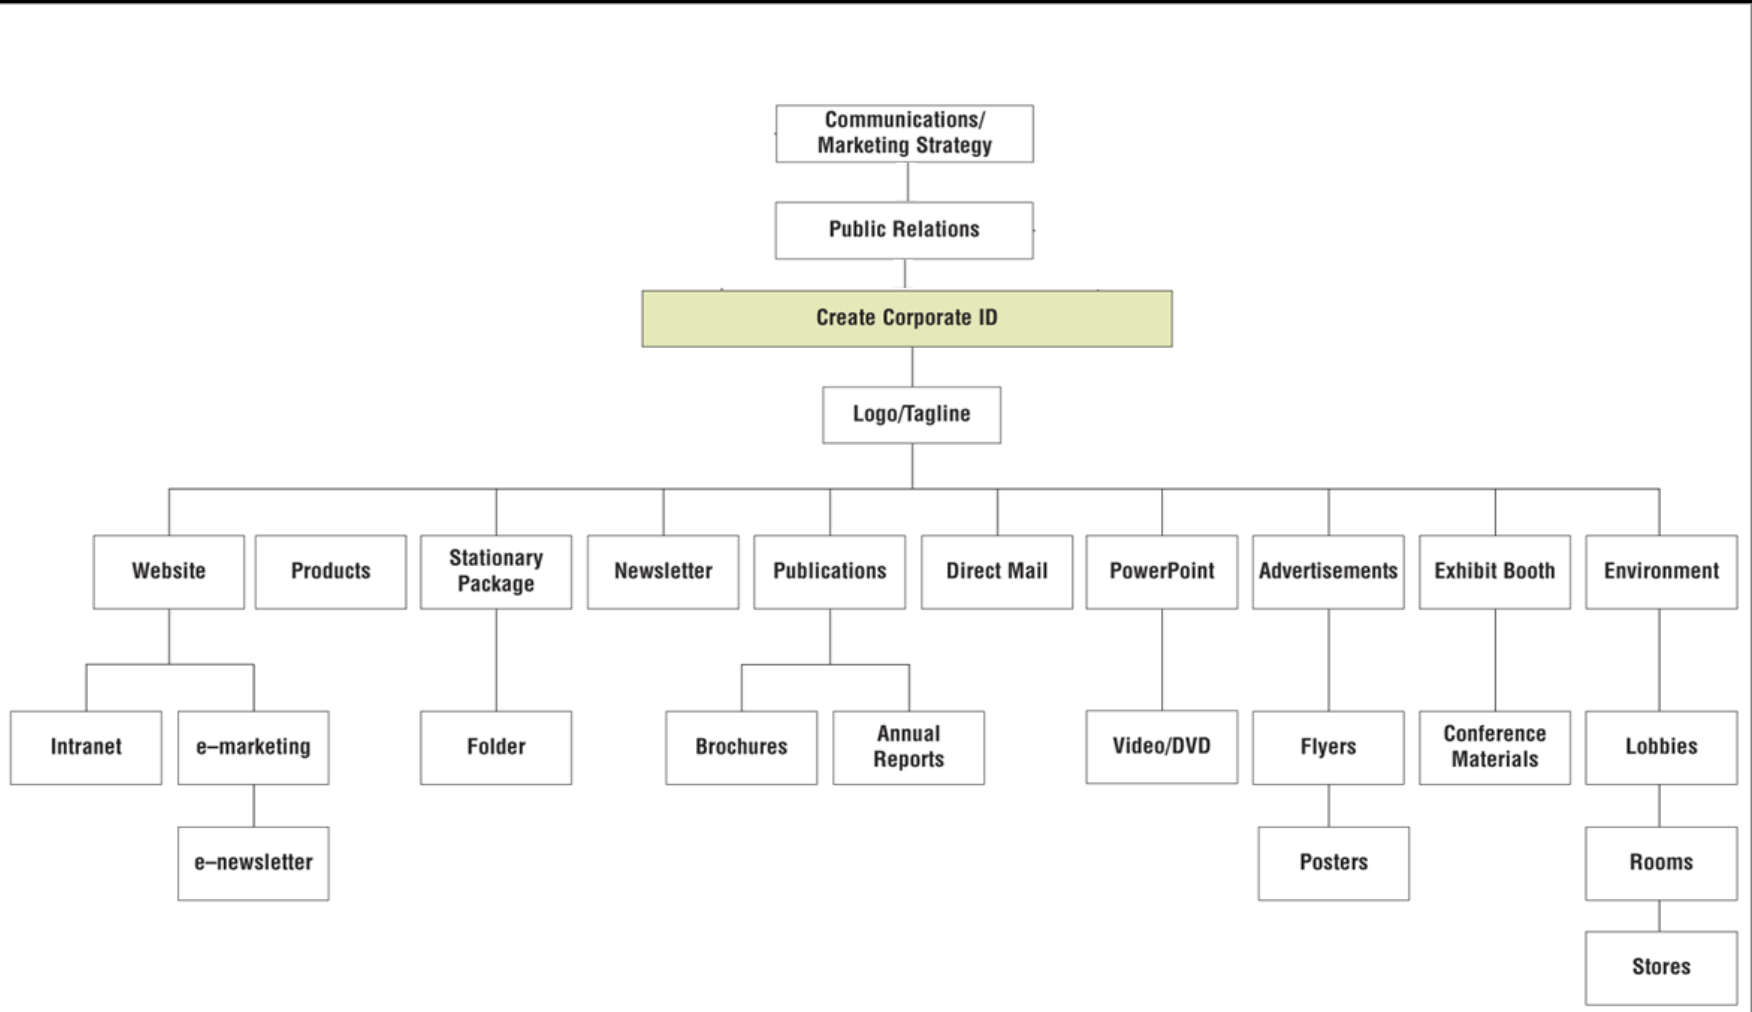 Communications/
Marketing Strategy
Public Relations
Create Corporate ID
Logo/Tagline
Website
Products
Stationary
Package
Newsletter
Publications
Direct Mail
PowerPoint
Advertisements
Exhibit Booth
Environment
Intranet
e–marketing
Folder
Brochures
Annual
Reports
Video/DVD
Flyers
Conference
Materials
Lobbies
e–newsletter
Posters
Rooms
Stores